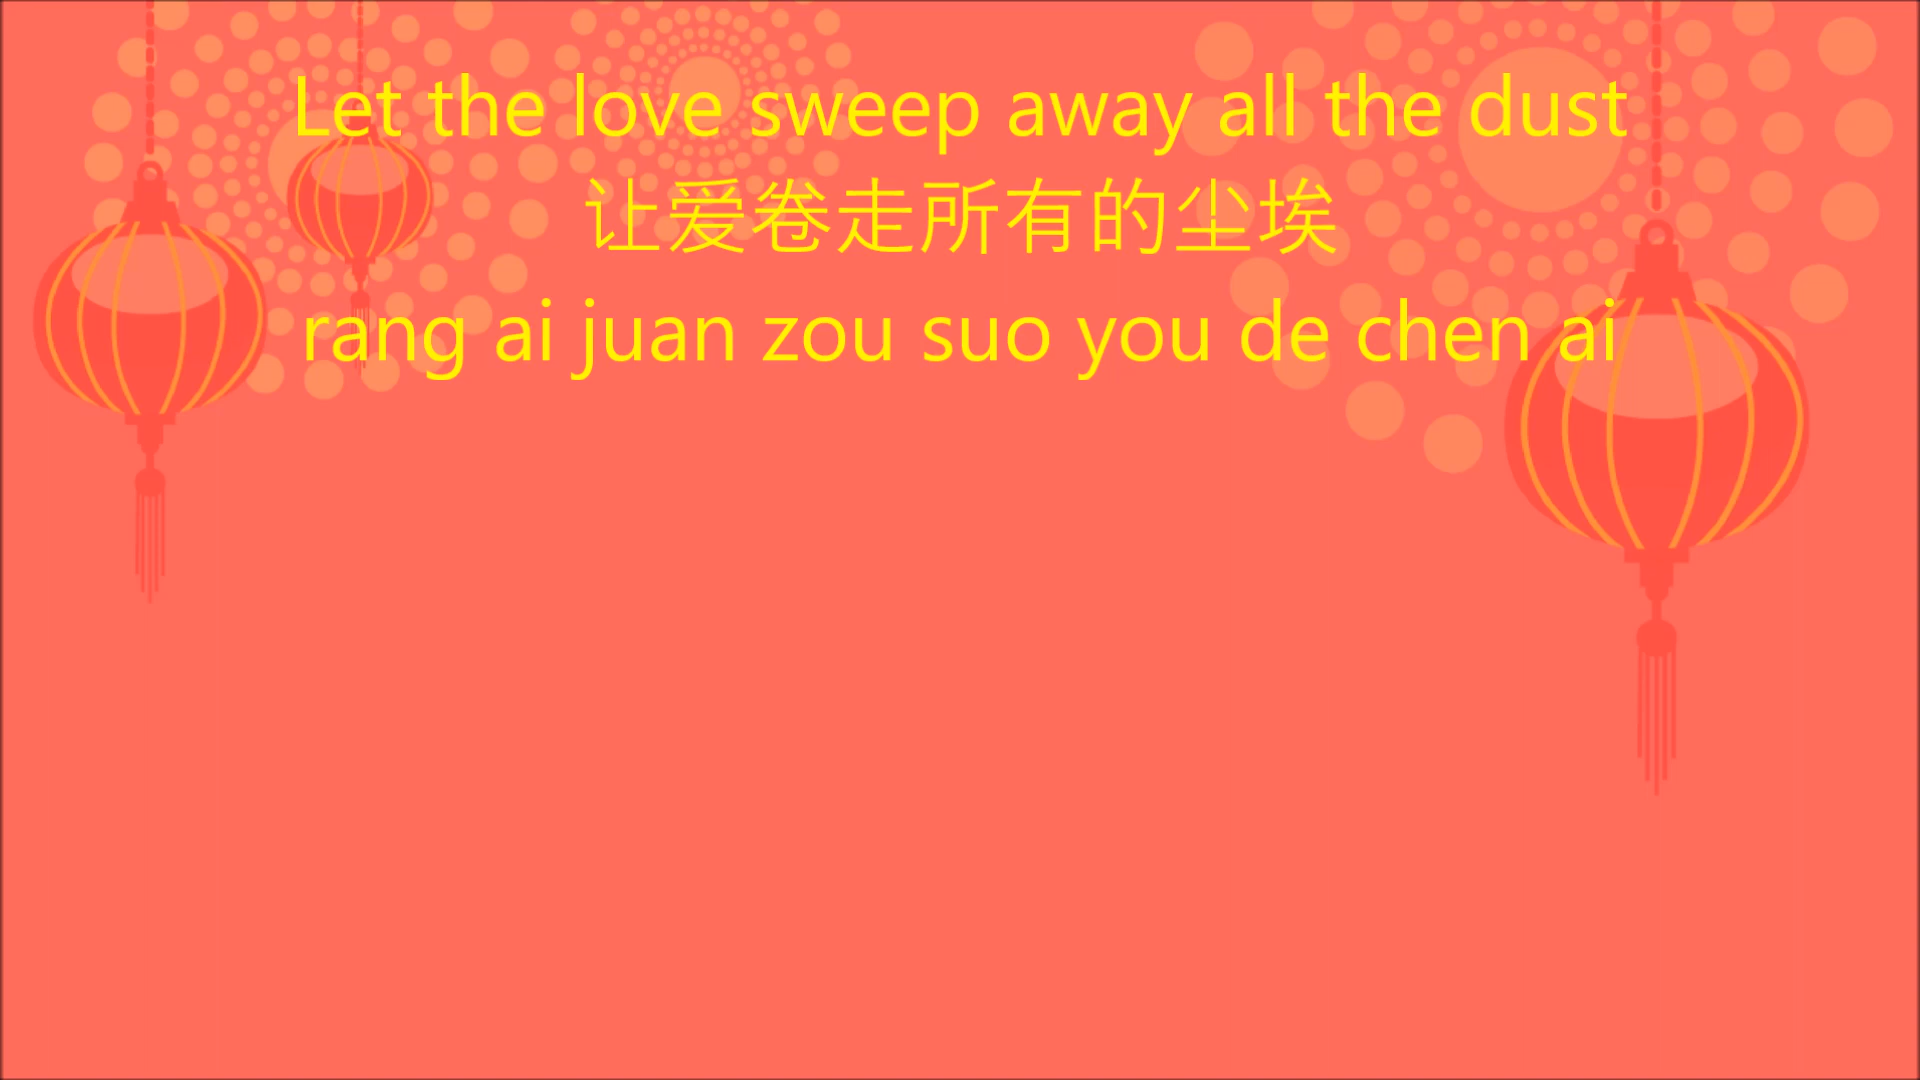 Let the love sweep away all the dust
让爱卷走所有的尘埃
rang ai juan zou suo you de chen ai